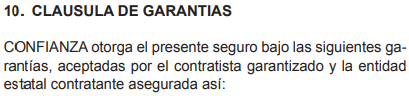 10. CLAUSULA DE GARANTIAS
CONFIANZA otorga el presente seguro bajo las siguientes ga-
rantías, aceptadas por el contratista garantizado y la entidad
estatal contratante asegurada así: